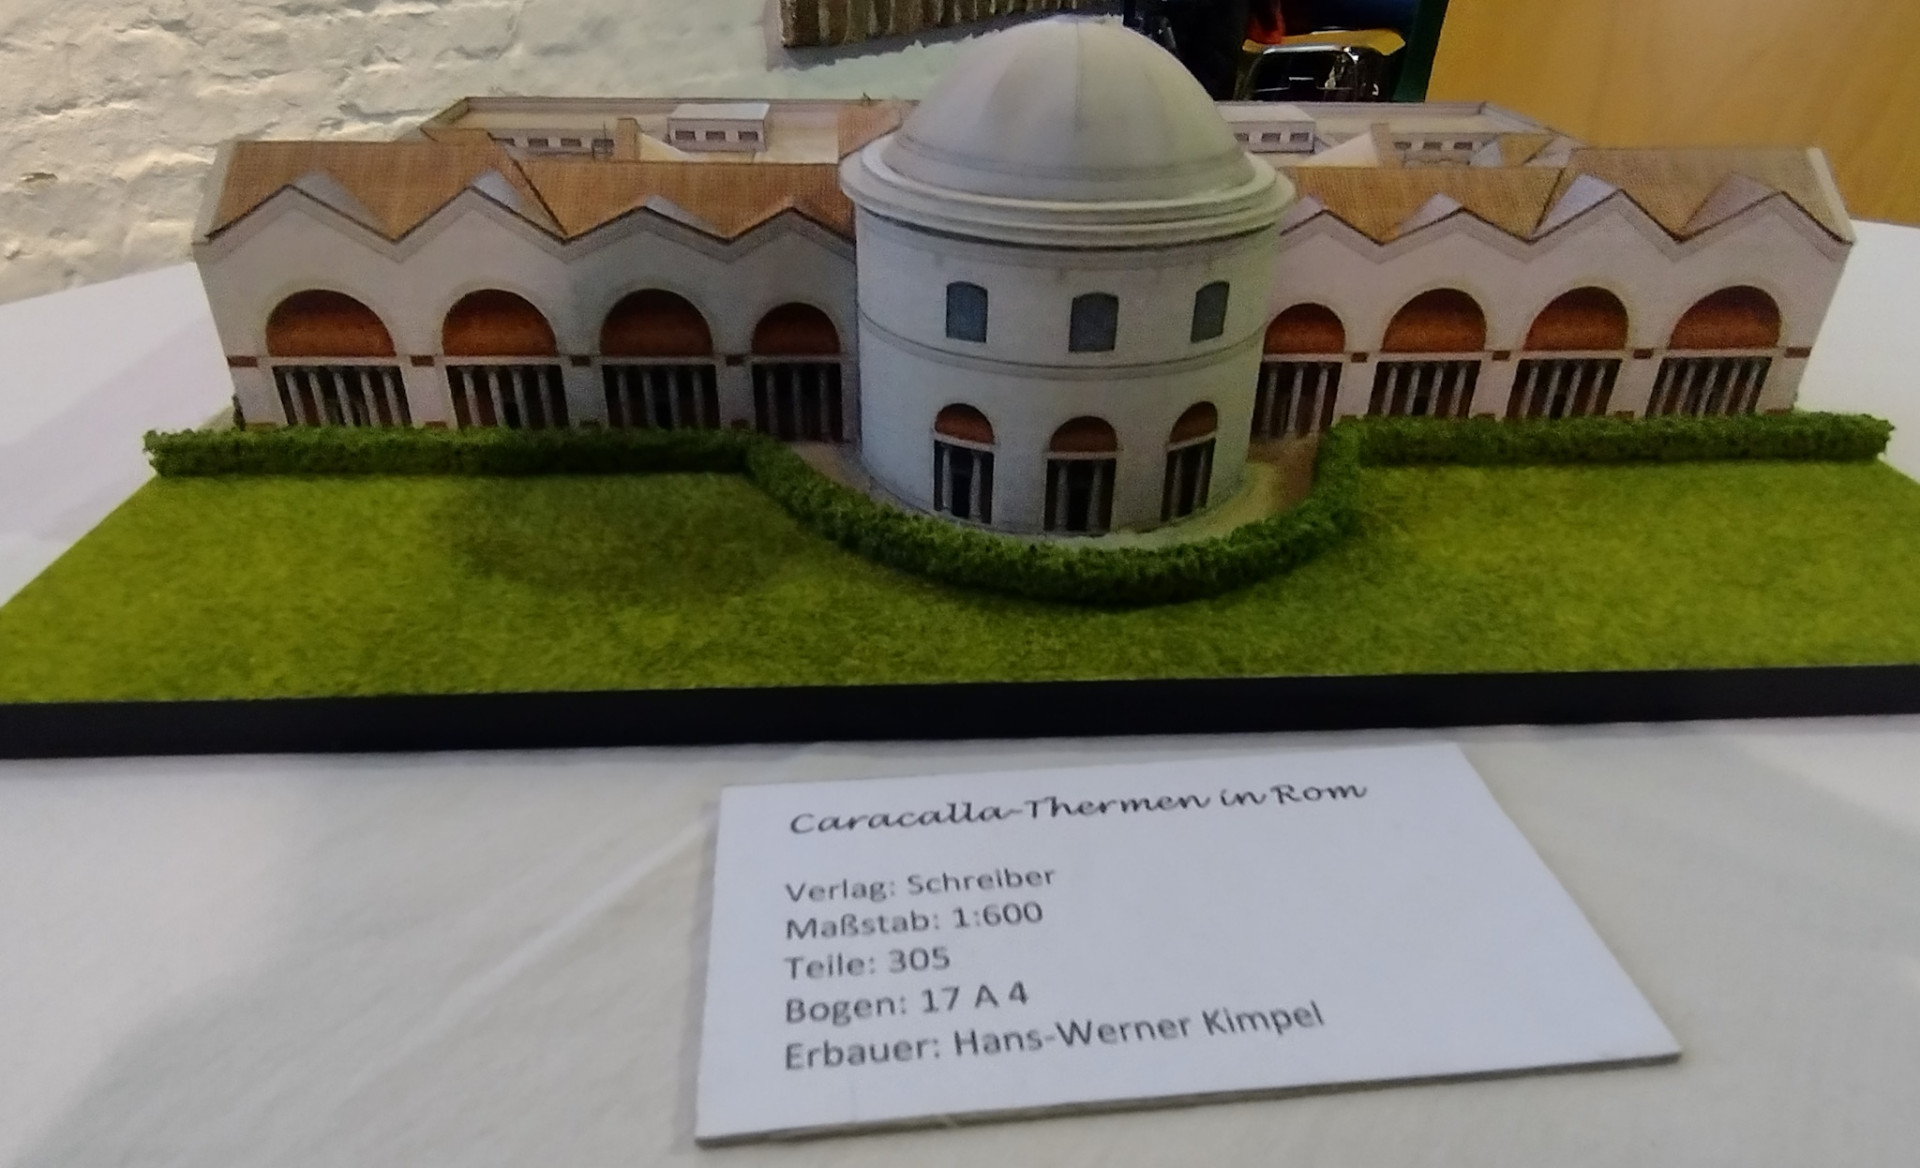 Caracalla-Thermen in Rom
Verlag: Schreiber
Maßstab: 1:600
Teile: 305
Bogen: 17 A 4
Erbauer: Hans-Werner Kimpel